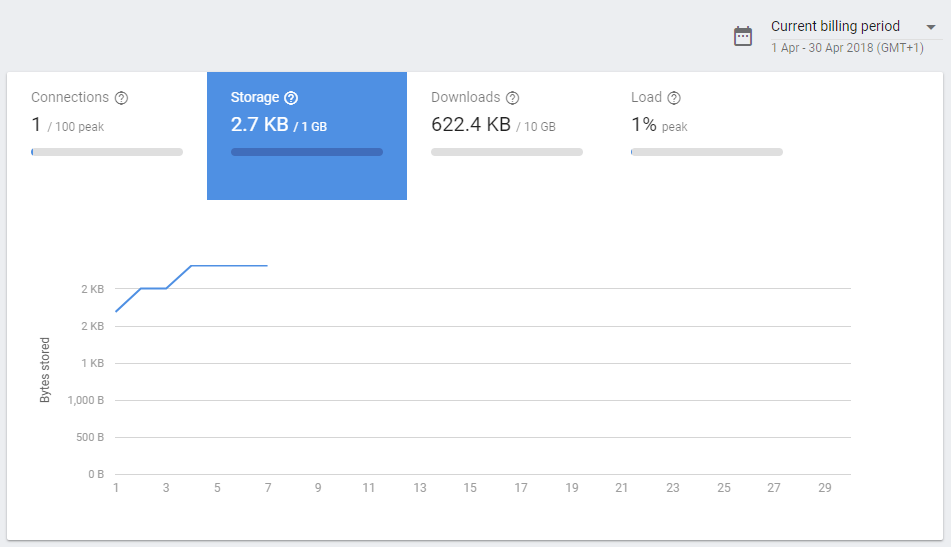 Current billing period
1 Apr - 30 Apr 2018 (GMT+1)
Connections ?
1 / 100 peak
Storage ?
2.7 KB / 1 GB
Downloads ?
622.4 KB / 10 GB
Load ?
1% peak
Bytes stored
2 KB
2 KB
1 KB
1,000 B
500 B
0 B
1 3 5 7 9 11 13 15 17 19 21 23 25 27 29